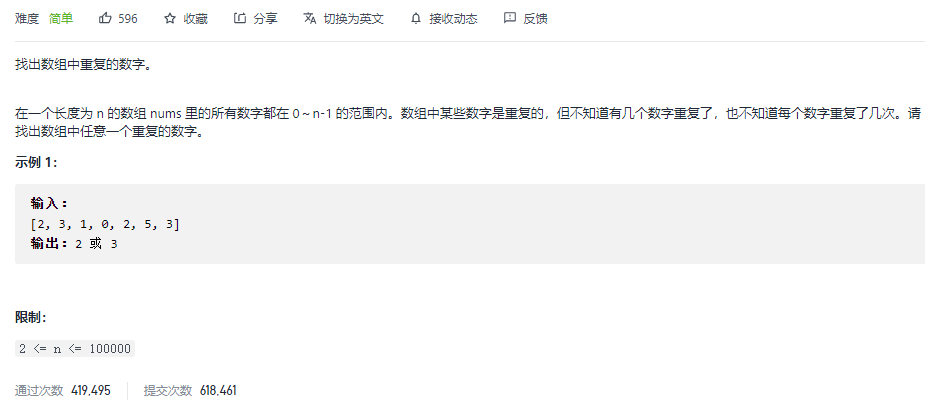 难度 简单 596 收藏 分享 切换为英文 接收动态 反馈
找出数组中重复的数字。
在一个长度为 n 的数组 nums 里的所有数字都在 0～n-1 的范围内。数组中某些数字是重复的，但不知道有几个数字重复了，也不知道每个数字重复了几次。请
找出数组中任意一个重复的数字。
示例 1：
输入：
[2, 3, 1, 0, 2, 5, 3]
输出：2 或 3
限制：
2 <= n <= 100000
通过次数 419,495 提交次数 618,461